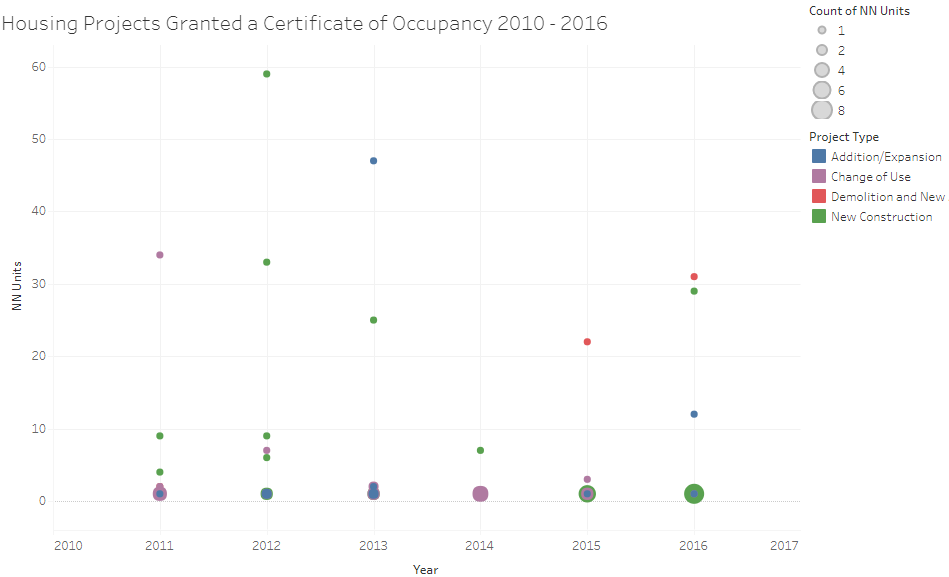 Housing Projects Granted a Certificate of Occupancy 2010 - 2016
Count of NN Units
1
2
4
6
8
Project Type
Addition/Expansion
Change of Use
Demolition and New
New Construction
NN Units
60
50
40
30
20
10
0
2010 2011 2012 2013 2014 2015 2016 2017
Year